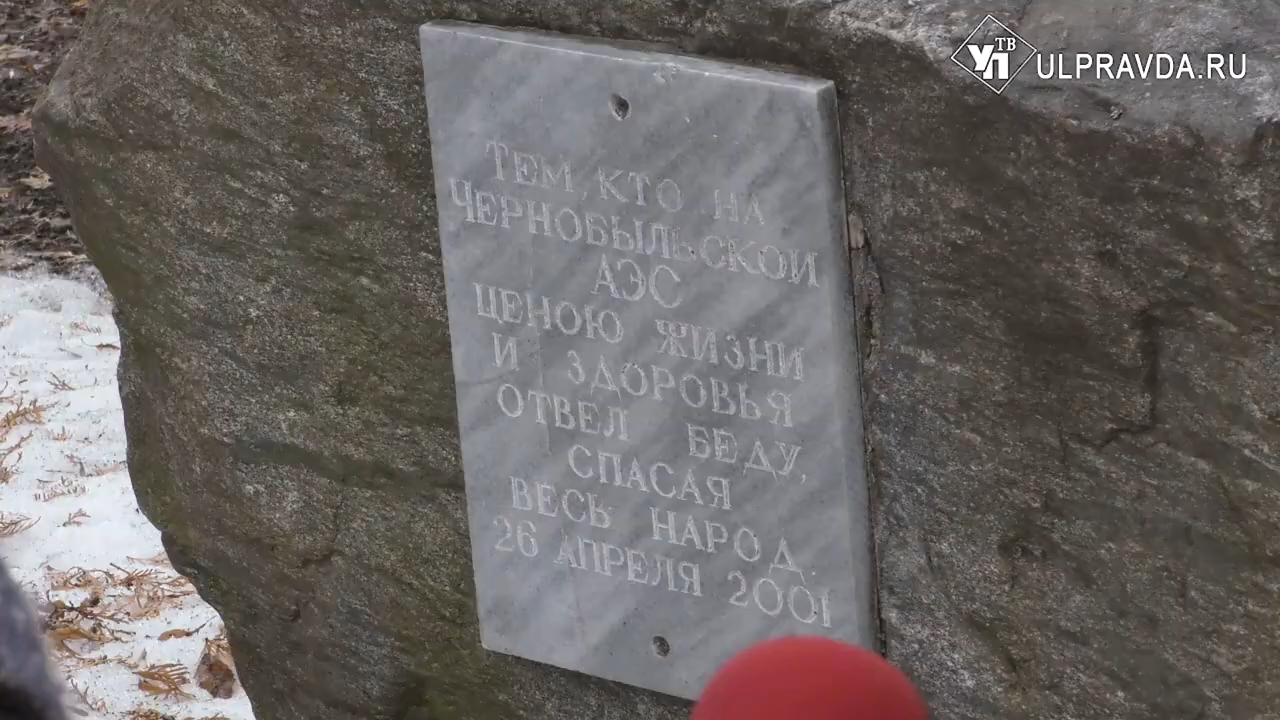 УП ТВ ULPRAVDA.RU
ТЕМ, КТО НА
ЧЕРНОБЫЛЬСКОЙ
АЭС
ЦЕНОЮ ЖИЗНИ
И ЗДОРОВЬЯ
ОТВЕЛ БЕДУ,
СПАСАЯ
ВЕСЬ НАРОД.
26 АПРЕЛЯ 2001